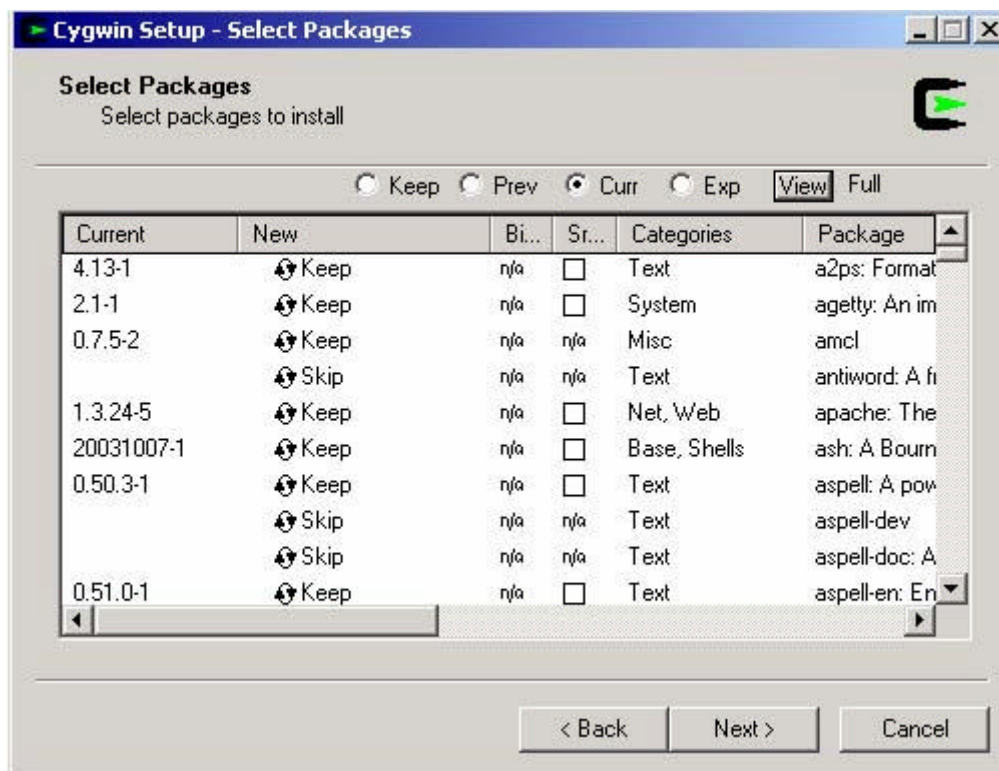 Cygwin Setup - Select Packages
Select Packages
Select packages to install
Keep Prev Curr Exp View Full
Current New Bi... Sr... Categories Package
4.13-1 Keep n/a Text a2ps: Format
2.1-1 Keep n/a System agetty: An im
0.7.5-2 Keep n/a n/a Misc amcl
Skip n/a n/a Text antiword: A fr
1.3.24-5 Keep n/a Net, Web apache: The
20031007-1 Keep n/a Base, Shells ash: A Bourn
0.50.3-1 Keep n/a Text aspell: A pow
Skip n/a n/a Text aspell-dev
Skip n/a n/a Text aspell-doc: A
0.51.0-1 Keep n/a Text aspell-en: En
< Back Next > Cancel